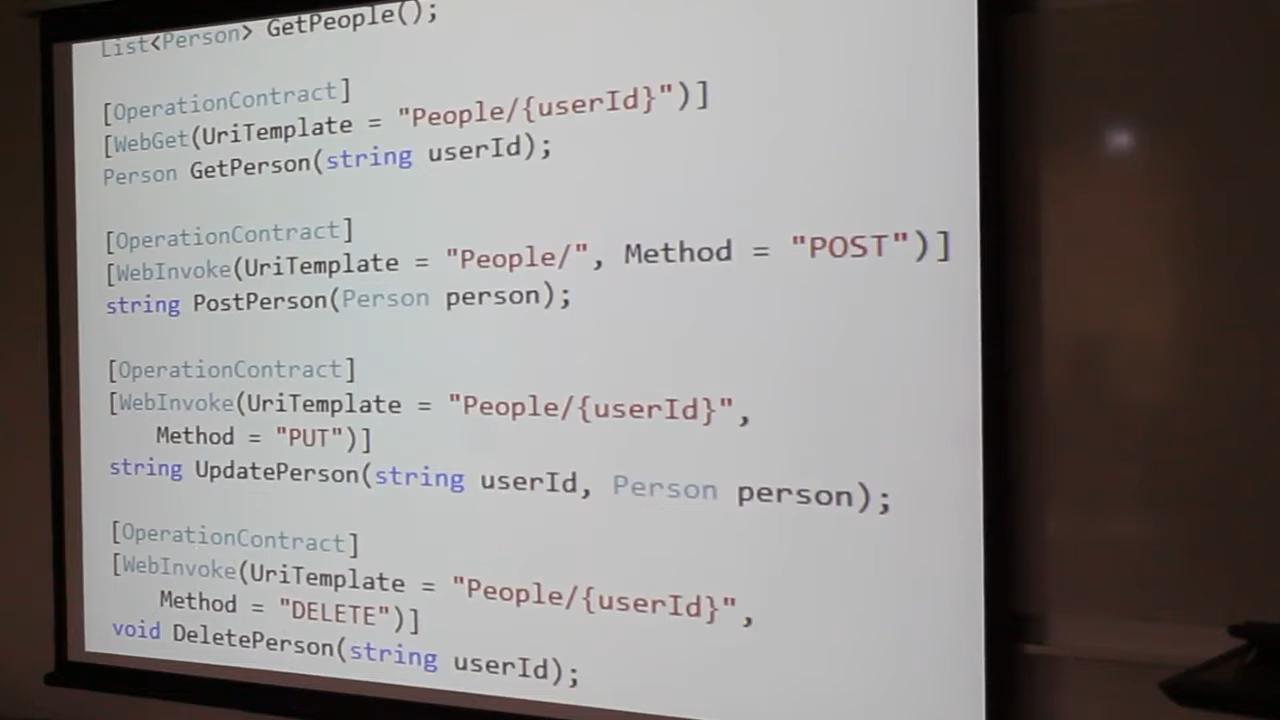 List<Person> GetPeople();
[OperationContract]
[WebGet(UriTemplate = "People/{userId}")]
Person GetPerson(string userId);
[OperationContract]
[WebInvoke(UriTemplate = "People/", Method = "POST")]
string PostPerson(Person person);
[OperationContract]
[WebInvoke(UriTemplate = "People/{userId}",
Method = "PUT")]
string UpdatePerson(string userId, Person person);
[OperationContract]
[WebInvoke(UriTemplate = "People/{userId}",
Method = "DELETE")]
void DeletePerson(string userId);